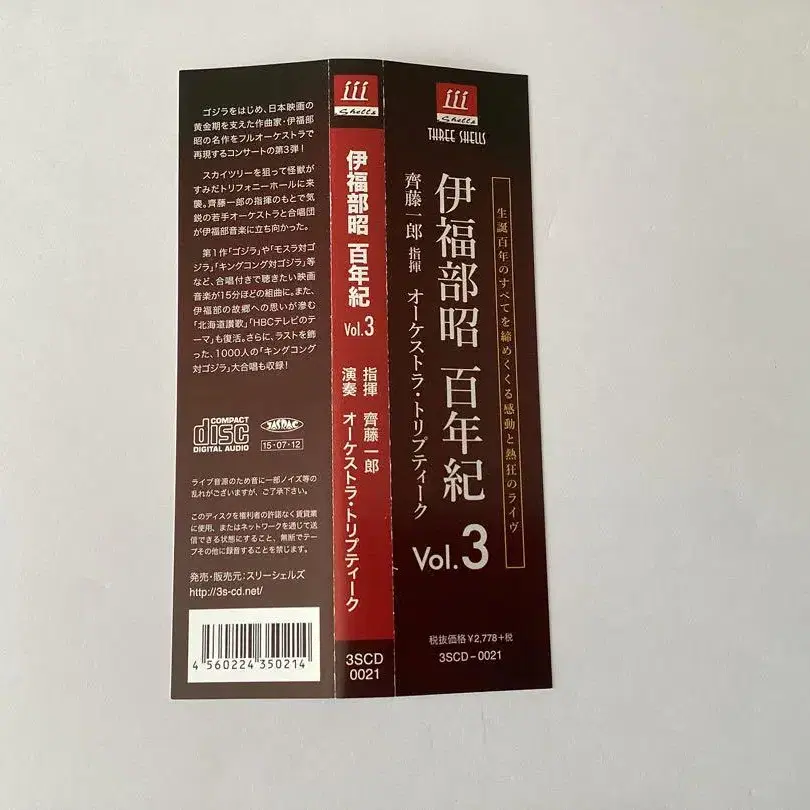 ゴジラをはじめ、日本映画の
黄金期を支えた作曲家・伊福部
昭の名作をフルオーケストラで
再現するコンサートの第3弾！
スカイツリーを狙って怪獣が
すみだトリフォニーホールに来
襲。齊藤一郎の指揮のもとで気
鋭の若手オーケストラと合唱団
が伊福部音楽に立ち向かった。
第1作「ゴジラ」や「モスラ対ゴ
ジラ」「キングコング対ゴジラ」等
など、合唱付きで聴きたい映画
音楽が15分ほどの組曲に。また、
伊福部の故郷への思いが滲む
「北海道讃歌」「HBCテレビのテ
ーマ」も復活。さらに、ラストを飾
った、1000人の「キングコング
対ゴジラ」大合唱も収録！
COMPACT
disc
DIGITAL AUDIO
JASRAC
15・07・12
ライブ音源のため音に一部ノイズ等の
乱れがございますが、ご了承下さい。
このディスクを権利者の許諾なく賃貸業
に使用、またはネットワークを通じて送
信できる状態にすること、無断でテー
プその他に録音することを禁じます。
発売・販売元：スリーシェルズ
http://3s-cd.net/
4 560224 350214
iii
Shells
伊福部昭 百年紀 Vol.3
指揮 齊藤一郎
演奏 オーケストラ・トリプティーク
3SCD
0021
iii
Shells
THREE SHELLS
生誕百年のすべてを締めくくる感動と熱狂のライヴ
伊福部昭 百年紀 Vol.3
齊藤一郎 指揮 オーケストラ・トリプティーク
税抜価格￥2,778+税
3SCD－0021